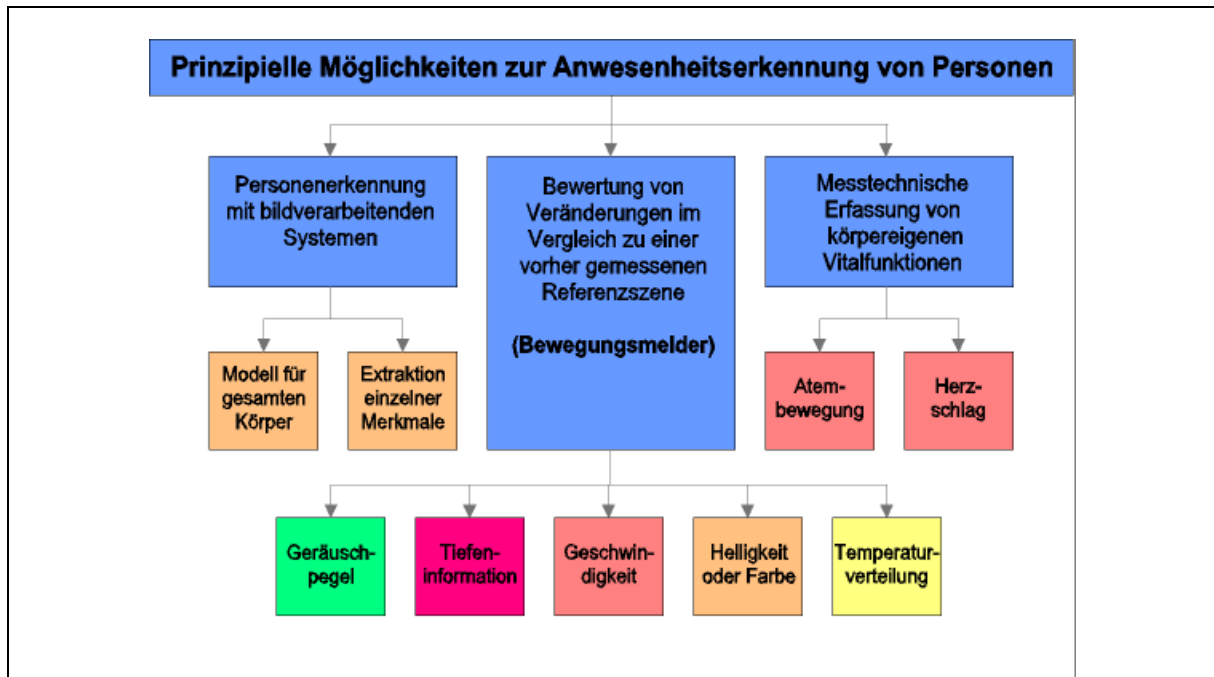 Prinzipielle Möglichkeiten zur Anwesenheitserkennung von Personen
Personenerkennung
mit bildverarbeitenden
Systemen
Bewertung von
Veränderungen im
Vergleich zu einer
vorher gemessenen
Referenzszene
(Bewegungsmelder)
Messtechnische
Erfassung von
körpereigenen
Vitalfunktionen
Modell für
gesamten
Körper
Extraktion
einzelner
Merkmale
Atem-
bewegung
Herz-
schlag
Geräusch-
pegel
Tiefen-
information
Geschwin-
digkeit
Helligkeit
oder Farbe
Temperatur-
verteilung